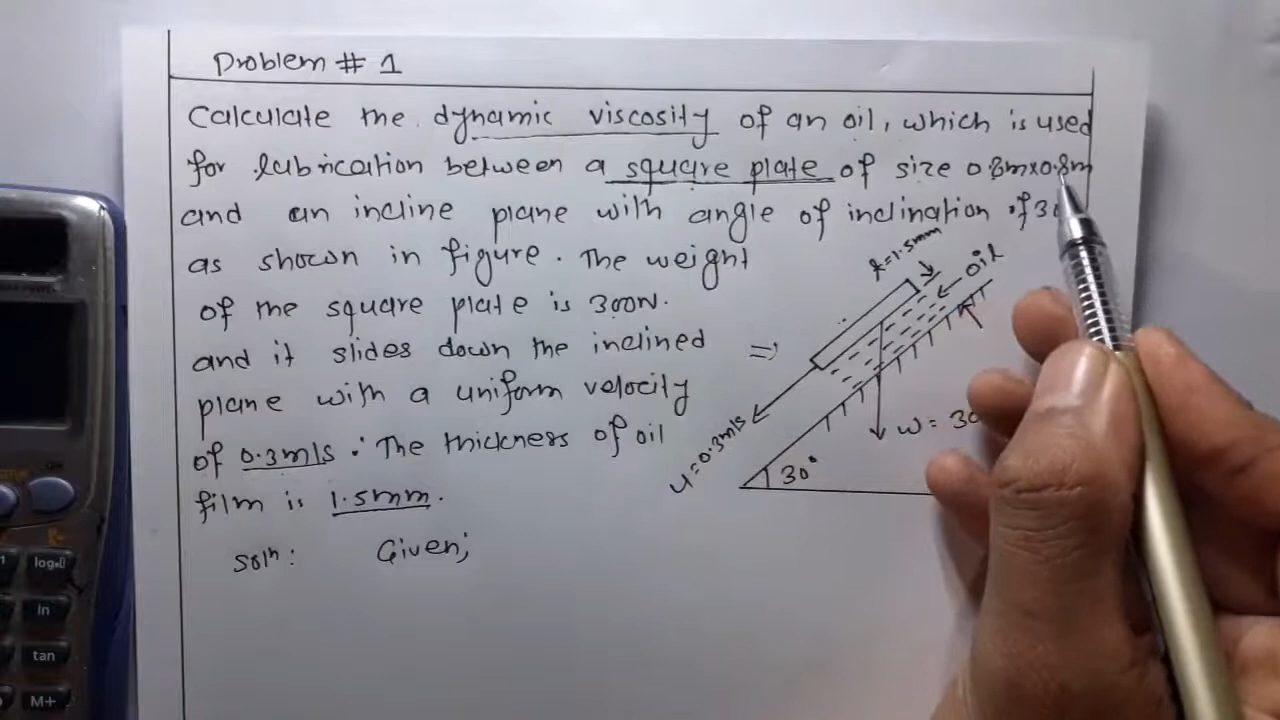 Problem # 1
Calculate the dynamic viscosity of an oil, which is used
for lubrication between a square plate of size 0.8m×0.8m
and an incline plane with angle of inclination of 30
as shown in figure. The weight
of the square plate is 300N.
and it slides down the inclined
plane with a uniform velocity
of 0.3m/s. The thickness of oil
film is 1.5mm.
Soln: Given;
t=1.5mm
oil
=>
u=0.3m/s
w = 30
30°
log
ln
tan
M+